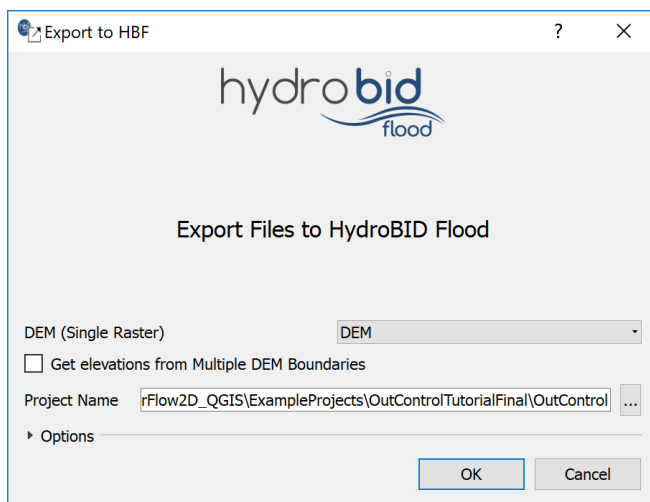 Export to HBF
hydrobid
flood
Export Files to HydroBID Flood
DEM (Single Raster) DEM
Get elevations from Multiple DEM Boundaries
Project Name rFlow2D_QGIS\ExampleProjects\OutControlTutorialFinal\OutControl ...
Options
OK Cancel